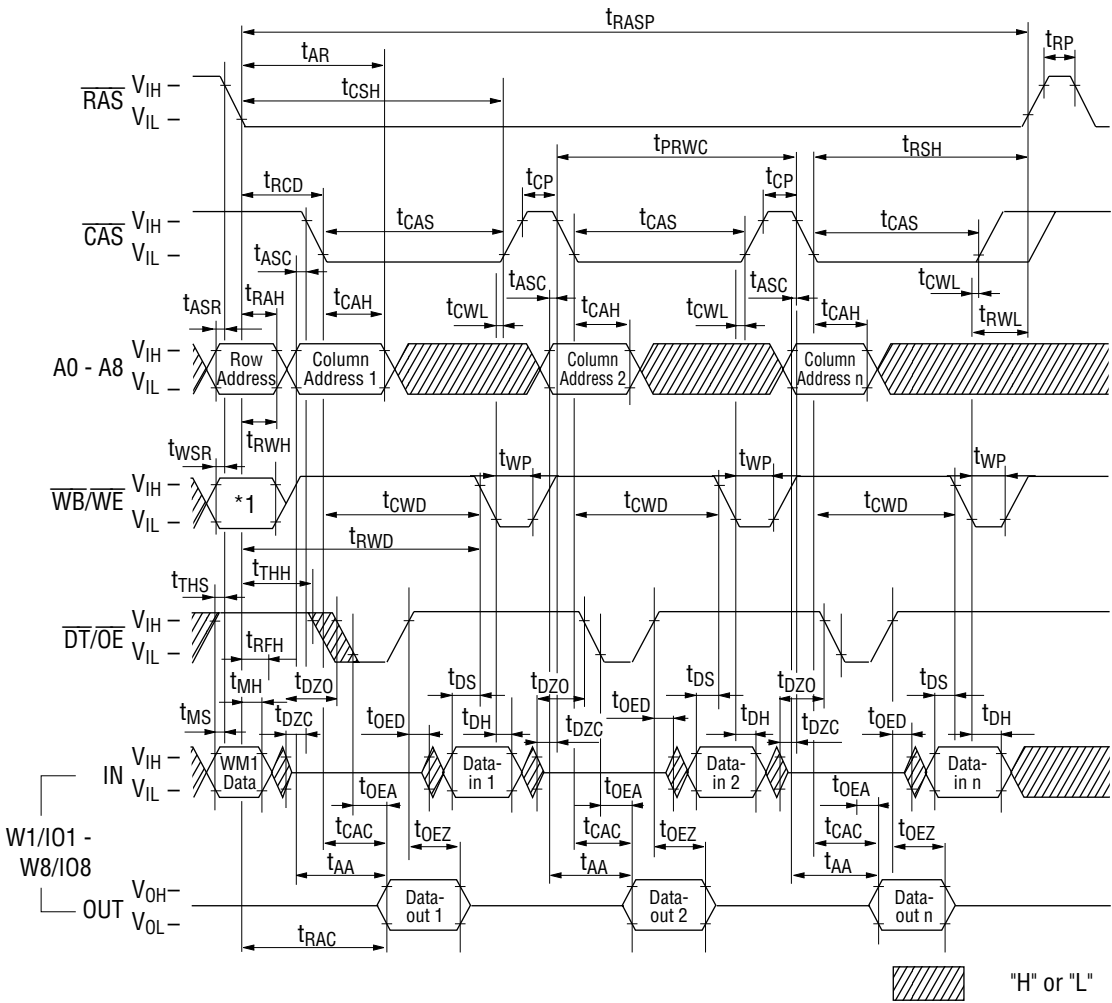 tRASP
tAR
tRP
RAS
VIH –
VIL –
tCSH
tPRWC
tRSH
tRCD
tCP
tCP
CAS
VIH –
VIL –
tCAS
tCAS
tCAS
tASC
tASC
tASC
tASR
tRAH
tCAH
tCWL
tCAH
tCWL
tCAH
tCWL
tRWL
A0 - A8
VIH –
VIL –
Row
Address
Column
Address 1
Column
Address 2
Column
Address n
tRWH
tWSR
tWP
tWP
tWP
WB/WE
VIH –
VIL –
*1
tCWD
tCWD
tCWD
tRWD
tTHS
tTHH
DT/OE
VIH –
VIL –
tRFH
tMH
tDZO
tDS
tDZO
tDS
tDZO
tDS
tMS
tDZC
tOED
tDH
tDZC
tOED
tDH
tDZC
tOED
tDH
IN
VIH –
VIL –
WM1
Data
Data-
in 1
Data-
in 2
Data-
in n
tOEA
tOEA
tOEA
W1/IO1 -
W8/IO8
tCAC
tOEZ
tCAC
tOEZ
tCAC
tOEZ
tAA
tAA
tAA
OUT
VOH –
VOL –
Data-
out 1
Data-
out 2
Data-
out n
tRAC
"H" or "L"